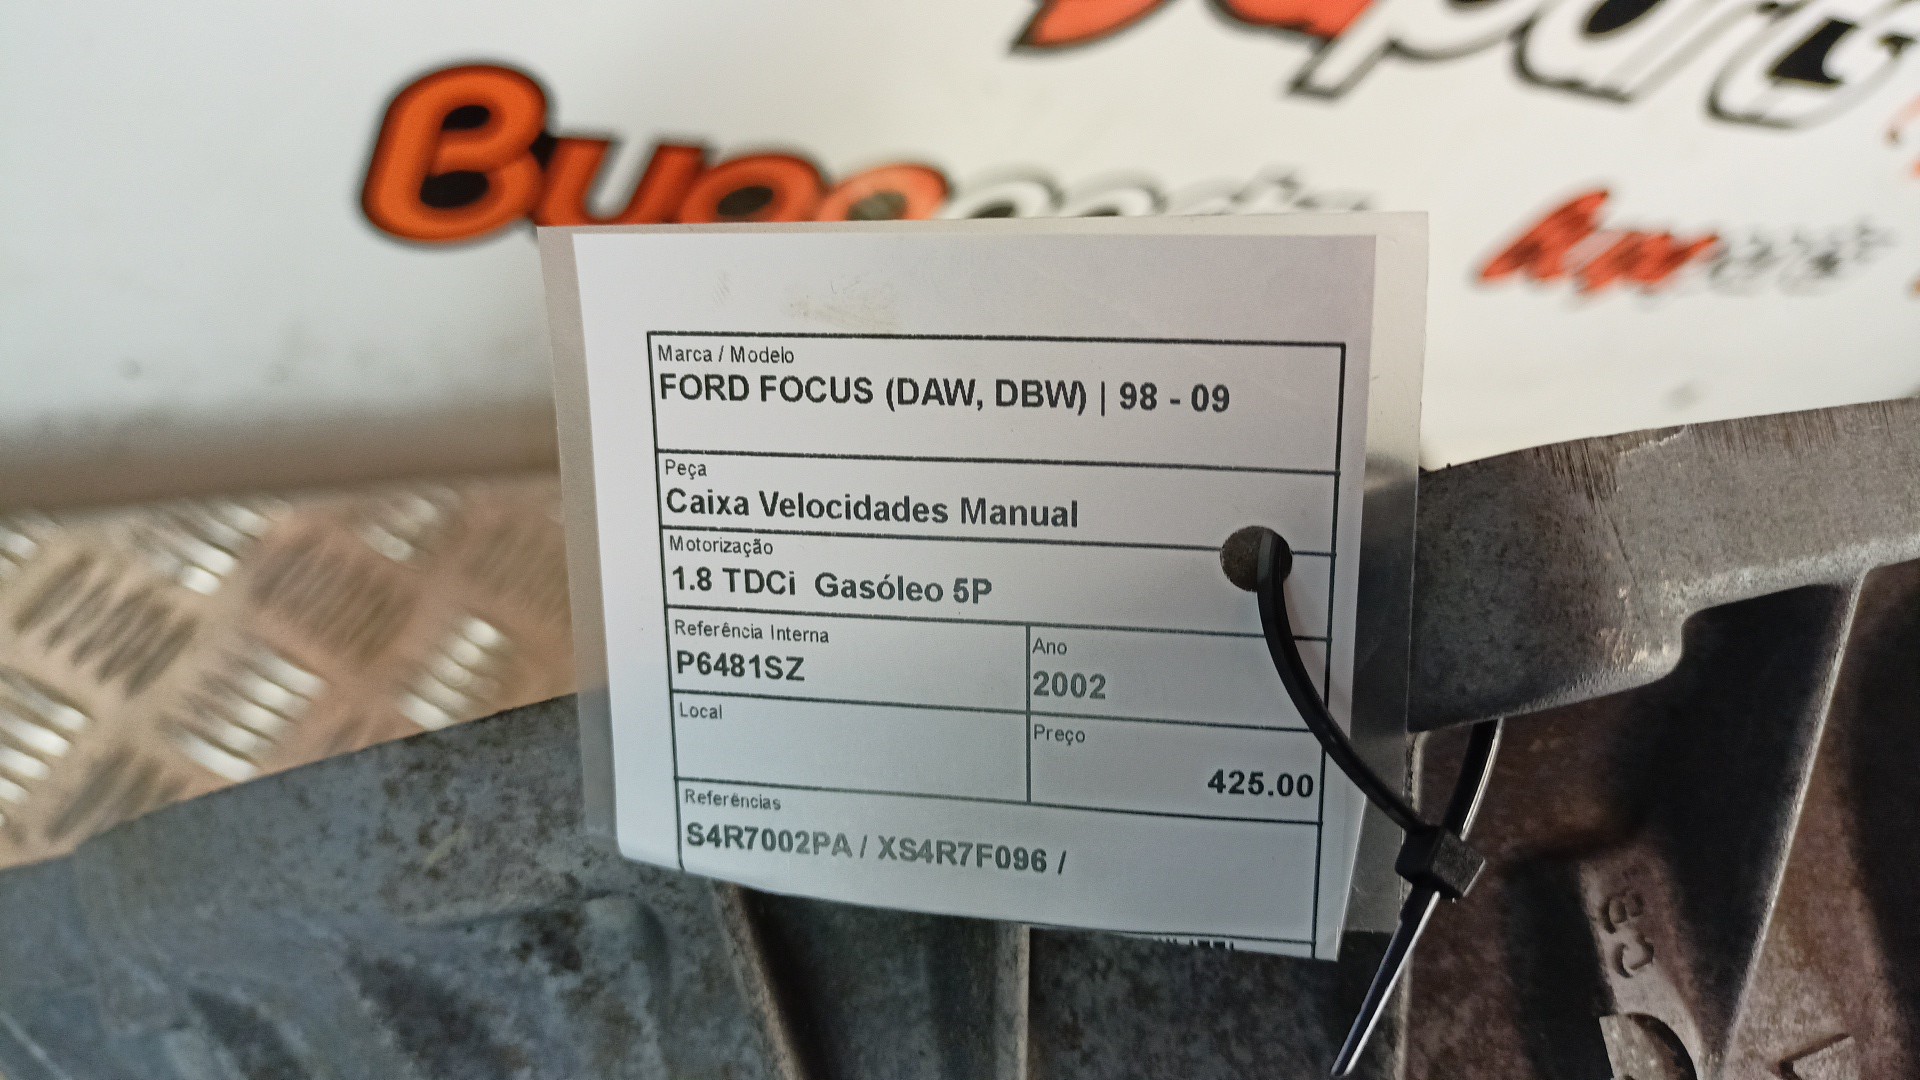 Marca / Modelo
FORD FOCUS (DAW, DBW) | 98 - 09
Peça
Caixa Velocidades Manual
Motorização
1.8 TDCi Gasóleo 5P
Referência Interna
P6481SZ
Ano
2002
Local
Preço
425.00
Referências
S4R7002PA / XS4R7F096 /